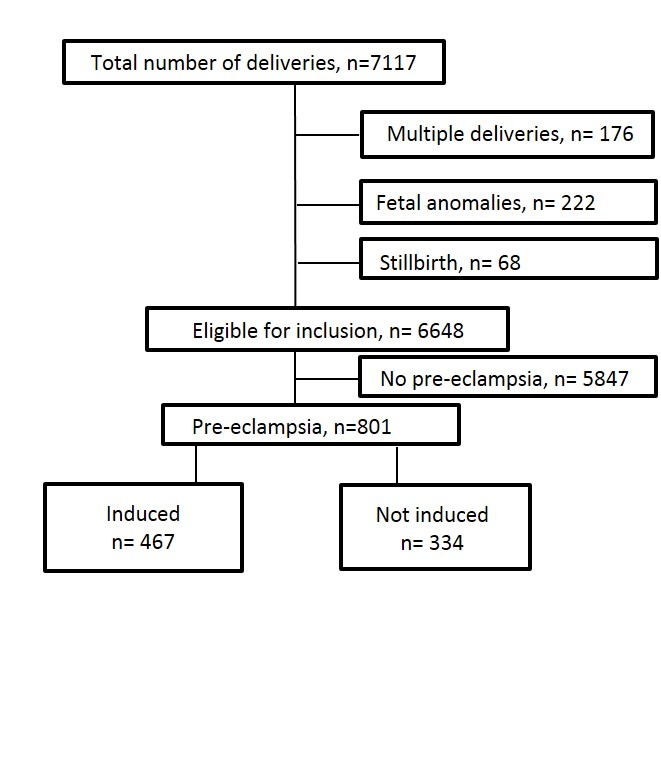 Total number of deliveries, n=7117
Multiple deliveries, n= 176
Fetal anomalies, n= 222
Stillbirth, n= 68
Eligible for inclusion, n= 6648
No pre-eclampsia, n= 5847
Pre-eclampsia, n=801
Induced
n= 467
Not induced
n= 334